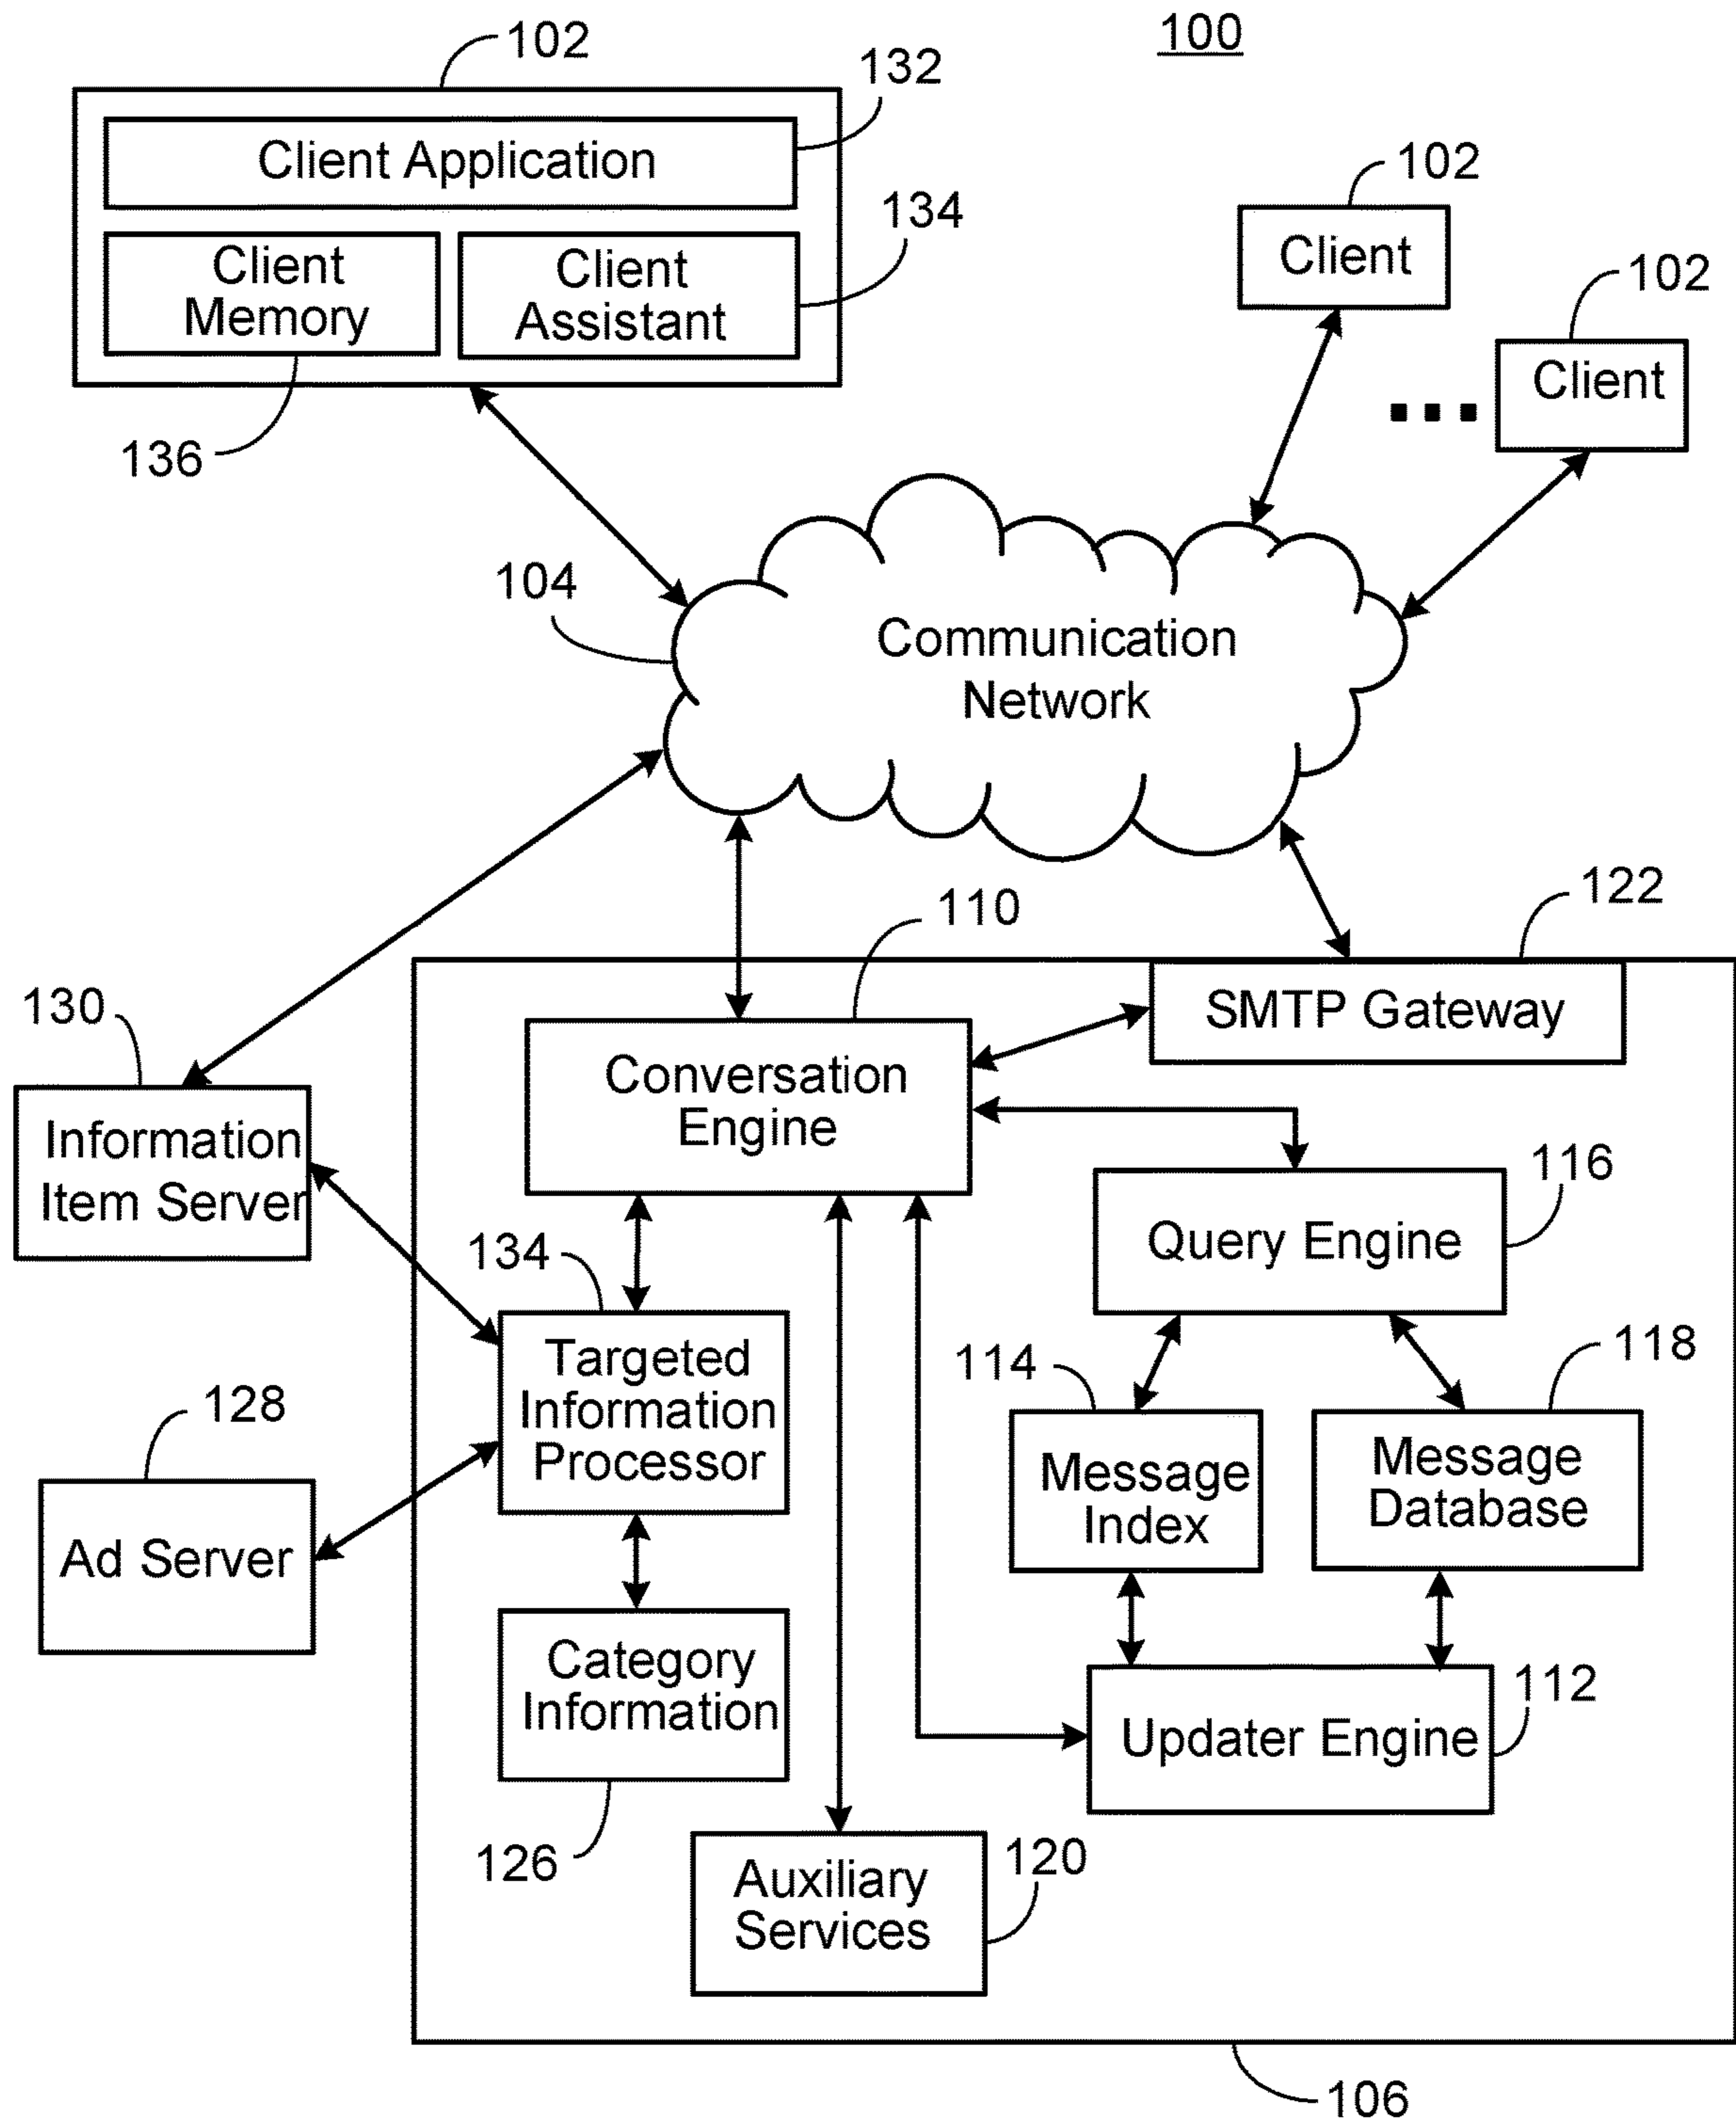 100
102
132
Client Application
134
Client
Memory
Client
Assistant
136
102
Client
102
Client
104
Communication
Network
110
122
SMTP Gateway
130
Information
Item Server
Conversation
Engine
116
Query Engine
134
Targeted
Information
Processor
114
118
Message
Index
Message
Database
128
Ad Server
Category
Information
126
112
Updater Engine
120
Auxiliary
Services
106